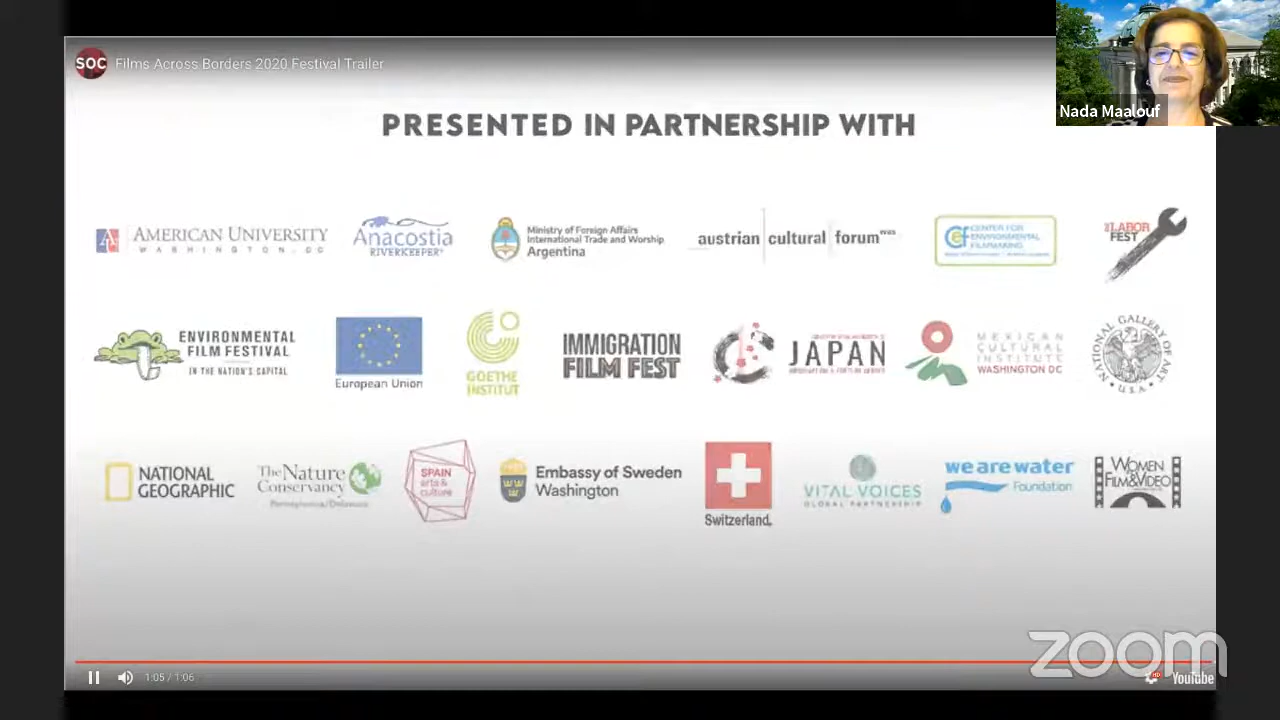 SOC Films Across Borders 2020 Festival Trailer
Nada Maalouf
PRESENTED IN PARTNERSHIP WITH
AMERICAN UNIVERSITY
WASHINGTON, DC
Anacostia
RIVERKEEPER
Ministry of Foreign Affairs
International Trade and Worship
Argentina
austrian cultural forum was
CENTER FOR
ENVIRONMENTAL
FILMMAKING
LABOR
FEST
ENVIRONMENTAL
FILM FESTIVAL
IN THE NATION'S CAPITAL
European Union
GOETHE
INSTITUT
IMMIGRATION
FILM FEST
JAPAN
MEXICAN
CULTURAL
INSTITUTE
WASHINGTON DC
NATIONAL GALLERY OF ART
U.S.A.
NATIONAL
GEOGRAPHIC
The Nature
Conservancy
Pennsylvania/Delaware
SPAIN
arts &
culture
Embassy of Sweden
Washington
Switzerland.
VITAL VOICES
GLOBAL PARTNERSHIP
we are water
Foundation
WOMEN
FILM & VIDEO
zoom
1:05 / 1:06
HD
YouTube